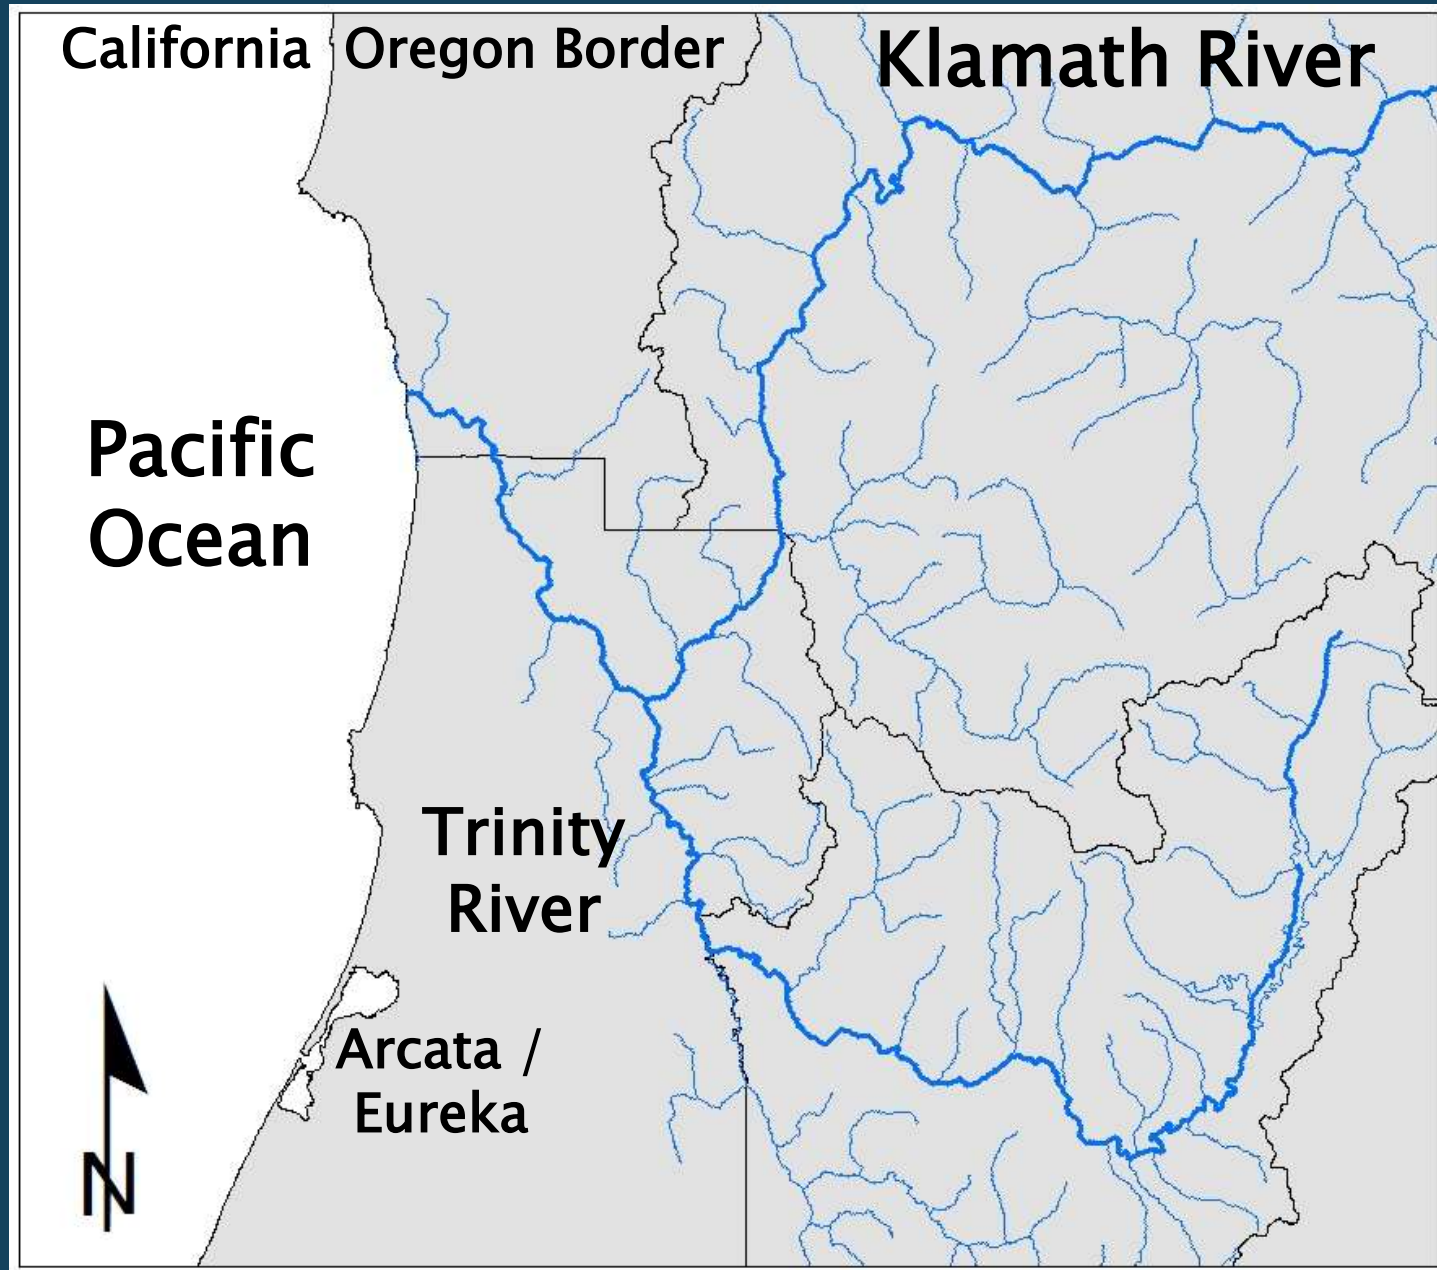 California Oregon Border
Klamath River
Pacific
Ocean
Trinity
River
Arcata /
Eureka
N